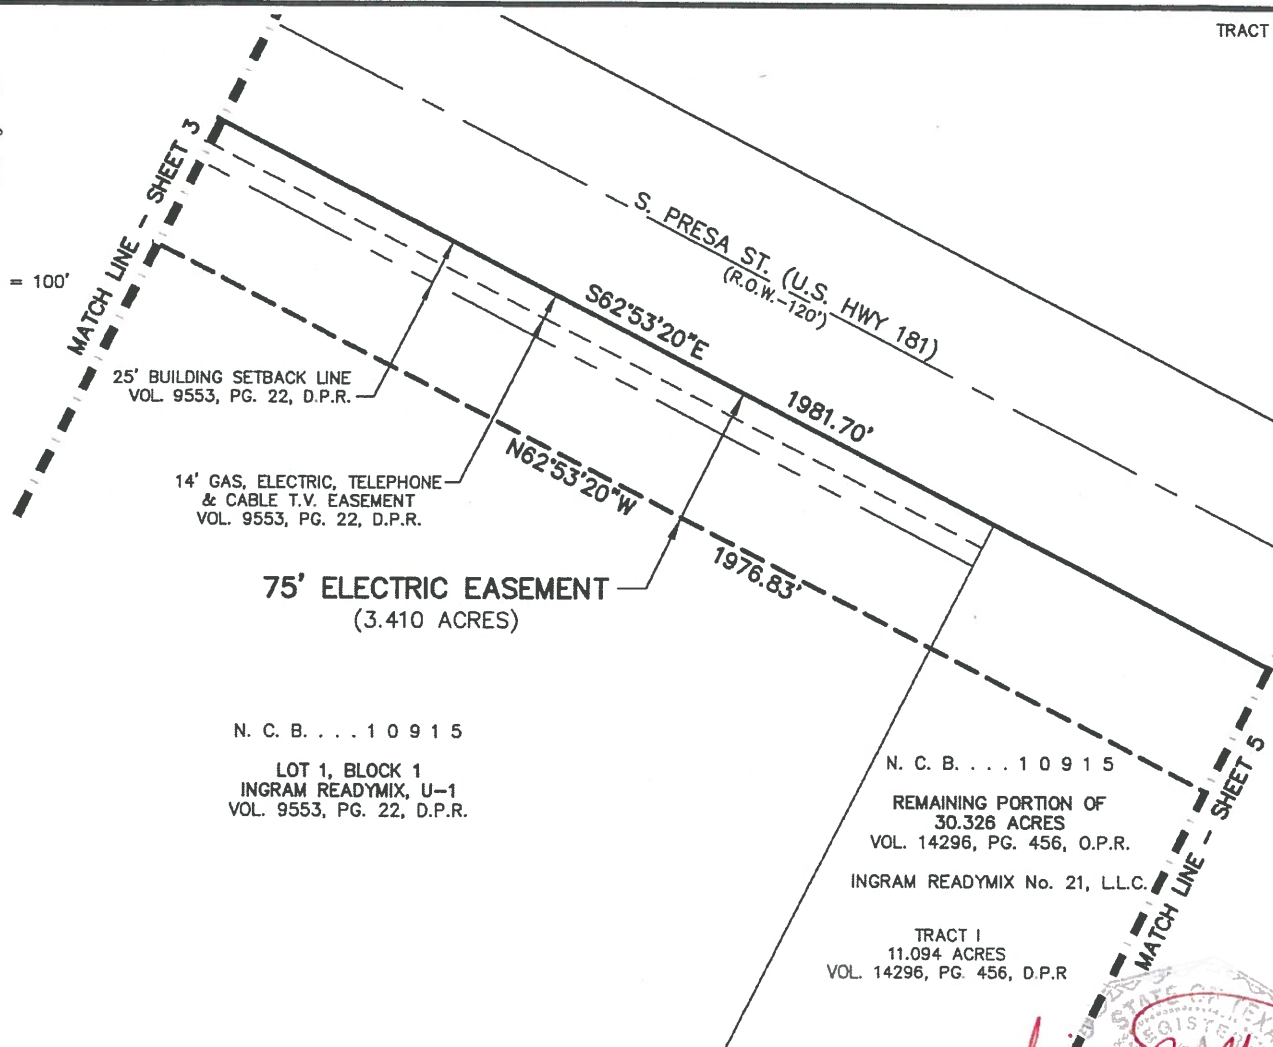 TRACT
MATCH LINE - SHEET 3
= 100'
S. PRESA ST. (U.S. HWY 181)
(R.O.W.-120')
S62°53'20"E
1981.70'
25' BUILDING SETBACK LINE
VOL. 9553, PG. 22, D.P.R.
14' GAS, ELECTRIC, TELEPHONE
& CABLE T.V. EASEMENT
VOL. 9553, PG. 22, D.P.R.
N62°53'20"W
1976.83'
75' ELECTRIC EASEMENT
(3.410 ACRES)
N. C. B. . . . 1 0 9 1 5
LOT 1, BLOCK 1
INGRAM READYMIX, U-1
VOL. 9553, PG. 22, D.P.R.
N. C. B. . . . 1 0 9 1 5
REMAINING PORTION OF
30.326 ACRES
VOL. 14296, PG. 456, O.P.R.
INGRAM READYMIX No. 21, L.L.C.
TRACT I
11.094 ACRES
VOL. 14296, PG. 456, D.P.R
MATCH LINE - SHEET 5
STATE OF TEX
REGISTER